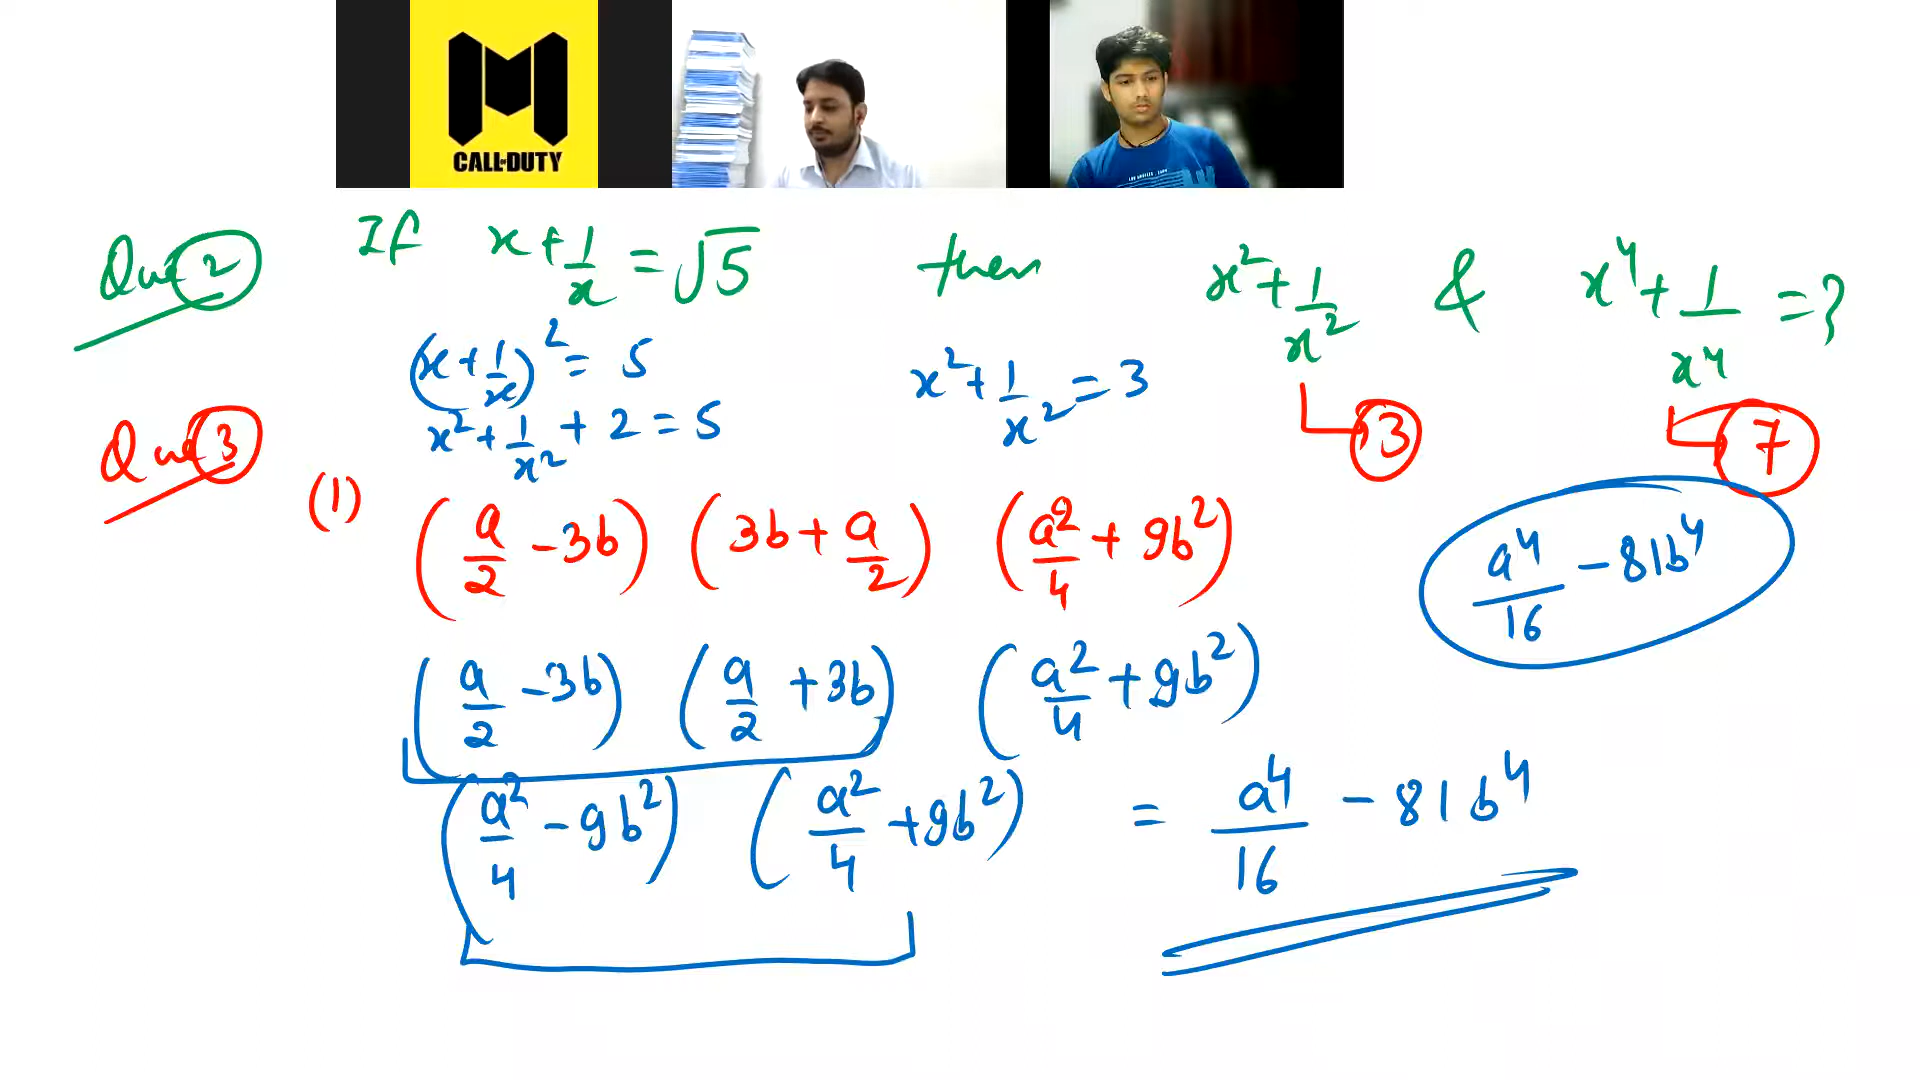 CALL OF DUTY
Que 2 If x + 1/x = √5 then x² + 1/x² & x⁴ + 1/x⁴ = ?
(x + 1/x)² = 5
x² + 1/x² = 3
3
7
x² + 1/x² + 2 = 5
Que 3
(1) (a/2 - 3b) (3b + a/2) (a²/4 + 9b²)
a⁴/16 - 81b⁴
(a/2 - 3b) (a/2 + 3b) (a²/4 + 9b²)
(a²/4 - 9b²) (a²/4 + 9b²) = a⁴/16 - 81b⁴